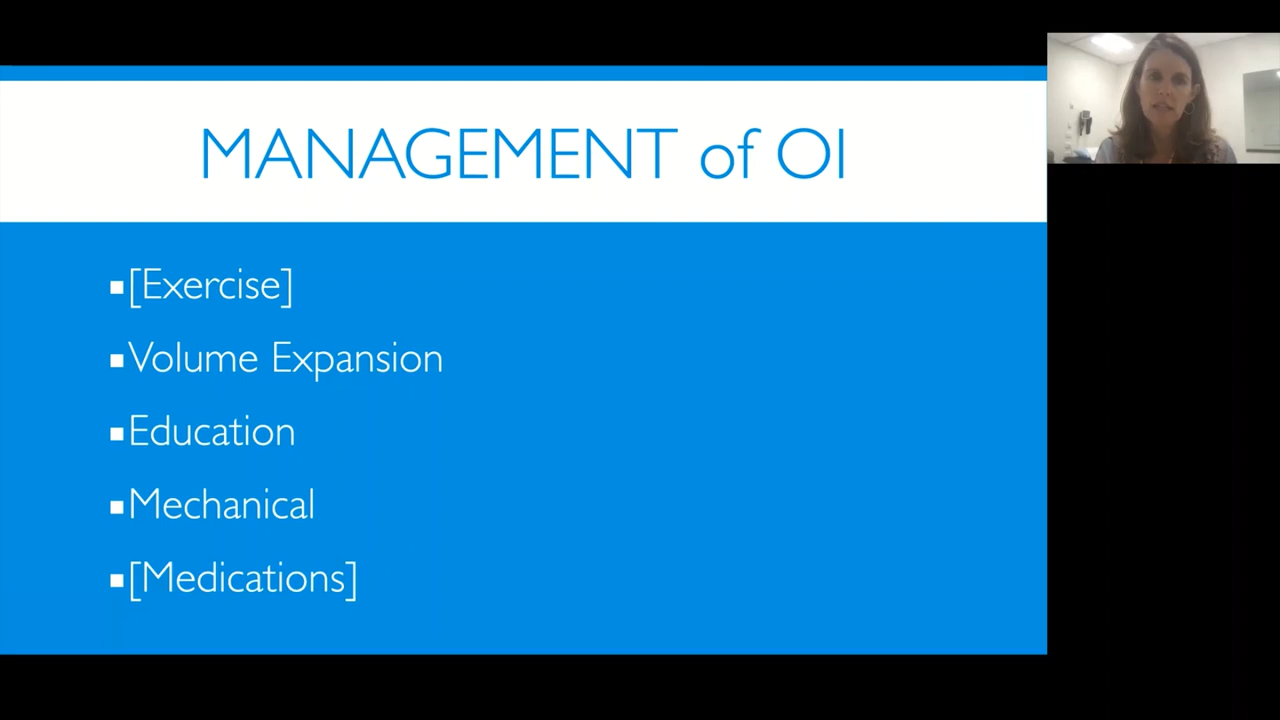 MANAGEMENT of OI
▪[Exercise]
▪Volume Expansion
▪Education
▪Mechanical
▪[Medications]